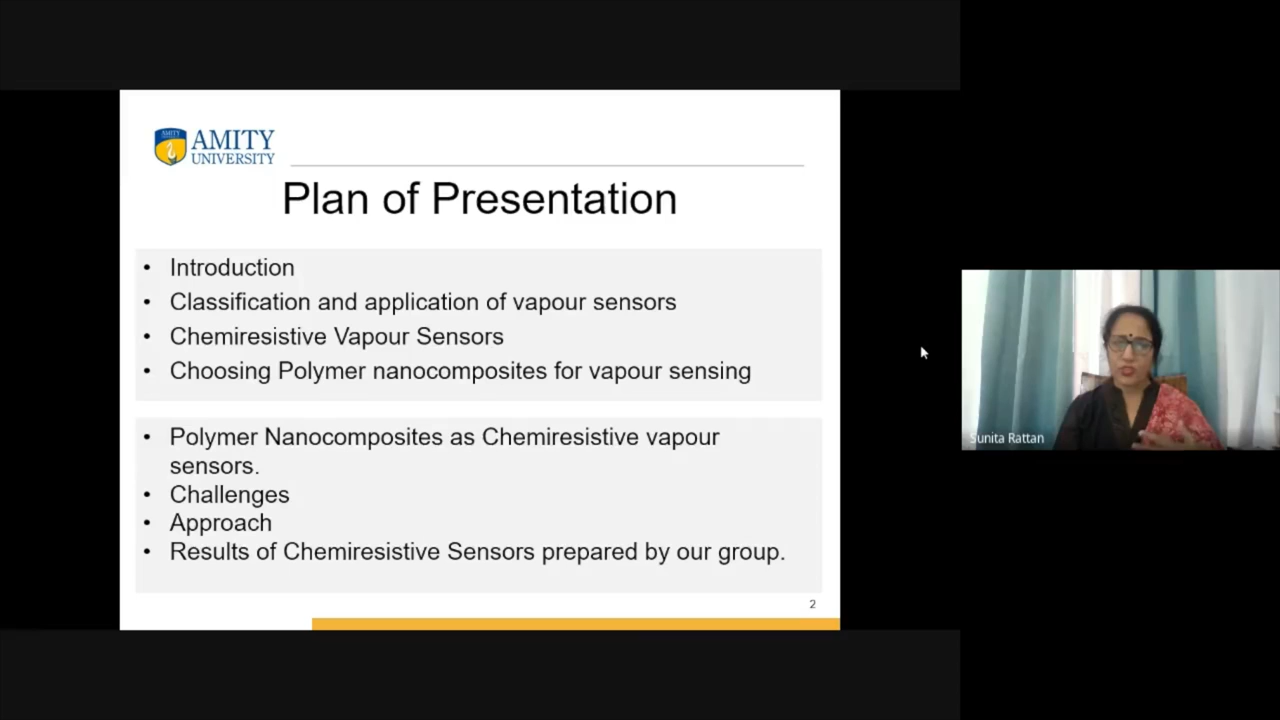 AMITY
AMITY
UNIVERSITY
Plan of Presentation
• Introduction
• Classification and application of vapour sensors
• Chemiresistive Vapour Sensors
• Choosing Polymer nanocomposites for vapour sensing
• Polymer Nanocomposites as Chemiresistive vapour
sensors.
• Challenges
• Approach
• Results of Chemiresistive Sensors prepared by our group.
2
Sunita Rattan